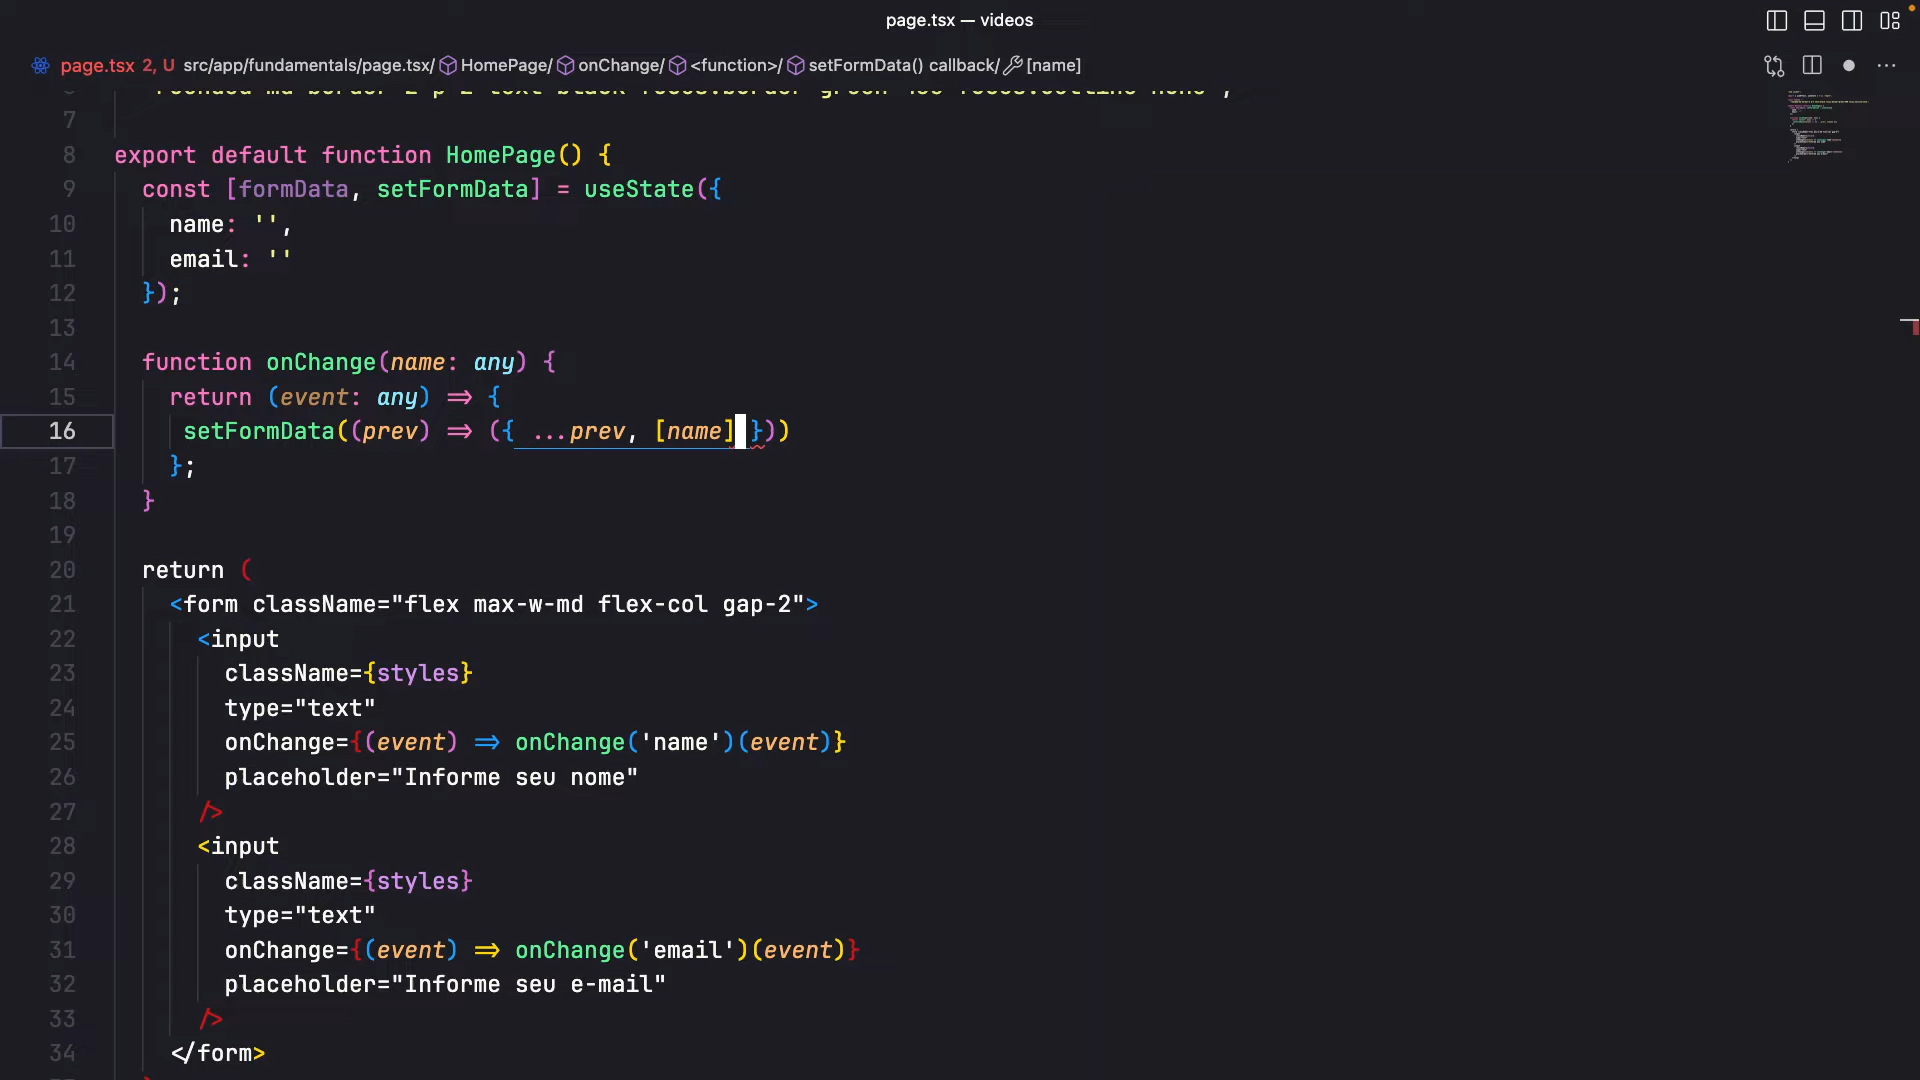 page.tsx — videos
page.tsx 2, U src/app/fundamentals/page.tsx/ HomePage/ onChange/ <function>/ setFormData() callback/ [name]
7
8 export default function HomePage() {
9 const [formData, setFormData] = useState({
10 name: '',
11 email: ''
12 });
13
14 function onChange(name: any) {
15 return (event: any) => {
16 setFormData((prev) => ({ ...prev, [name] }))
17 };
18 }
19
20 return (
21 <form className="flex max-w-md flex-col gap-2">
22 <input
23 className={styles}
24 type="text"
25 onChange={(event) => onChange('name')(event)}
26 placeholder="Informe seu nome"
27 />
28 <input
29 className={styles}
30 type="text"
31 onChange={(event) => onChange('email')(event)}
32 placeholder="Informe seu e-mail"
33 />
34 </form>